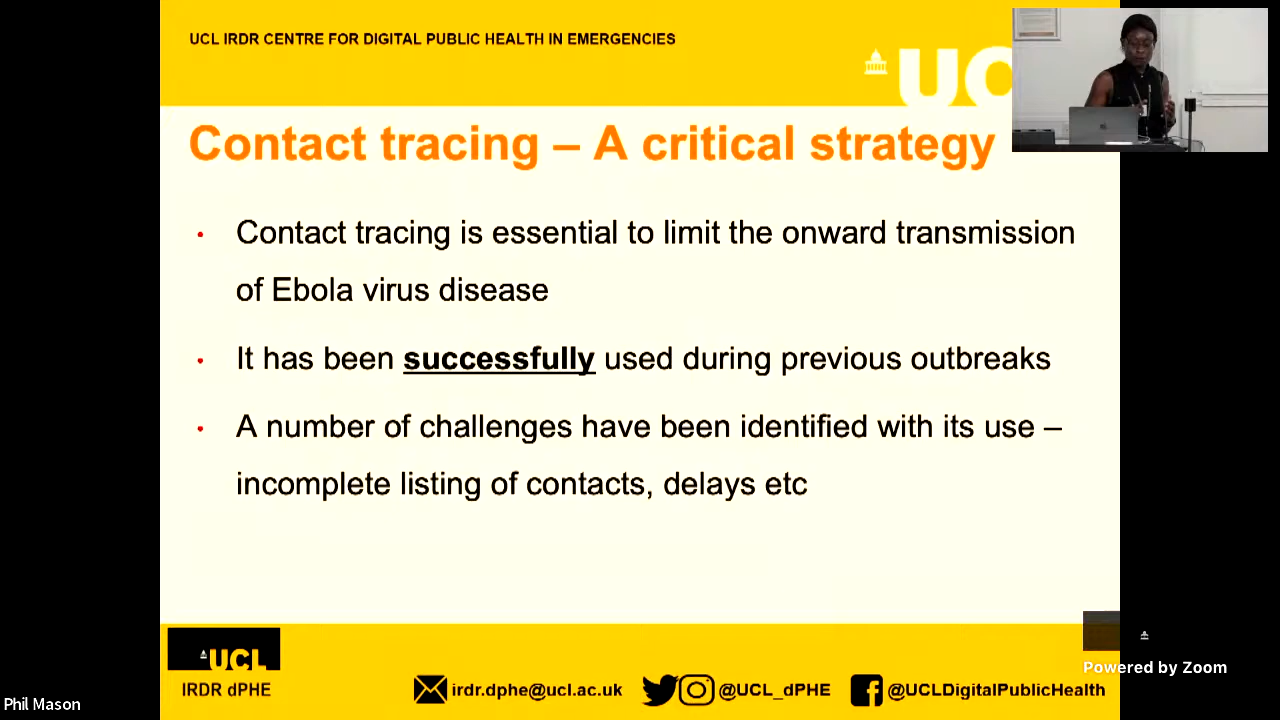 UCL IRDR CENTRE FOR DIGITAL PUBLIC HEALTH IN EMERGENCIES
UC
Contact tracing – A critical strategy
• Contact tracing is essential to limit the onward transmission
of Ebola virus disease
• It has been successfully used during previous outbreaks
• A number of challenges have been identified with its use –
incomplete listing of contacts, delays etc
UCL
IRDR dPHE
irdr.dphe@ucl.ac.uk
@UCL_dPHE
@UCLDigitalPublicHealth
Powered by Zoom
Phil Mason